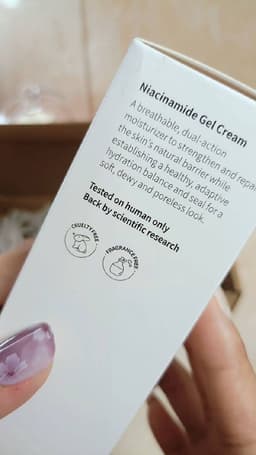 Niacinamide Gel Cream
A breathable, dual-action
moisturizer to strengthen and repair
the skin's natural barrier while
establishing a healthy, adaptive
hydration balance and seal for a
soft, dewy and poreless look.
Tested on human only
Back by scientific research
CRUELTY FREE
FRAGRANCE FREE